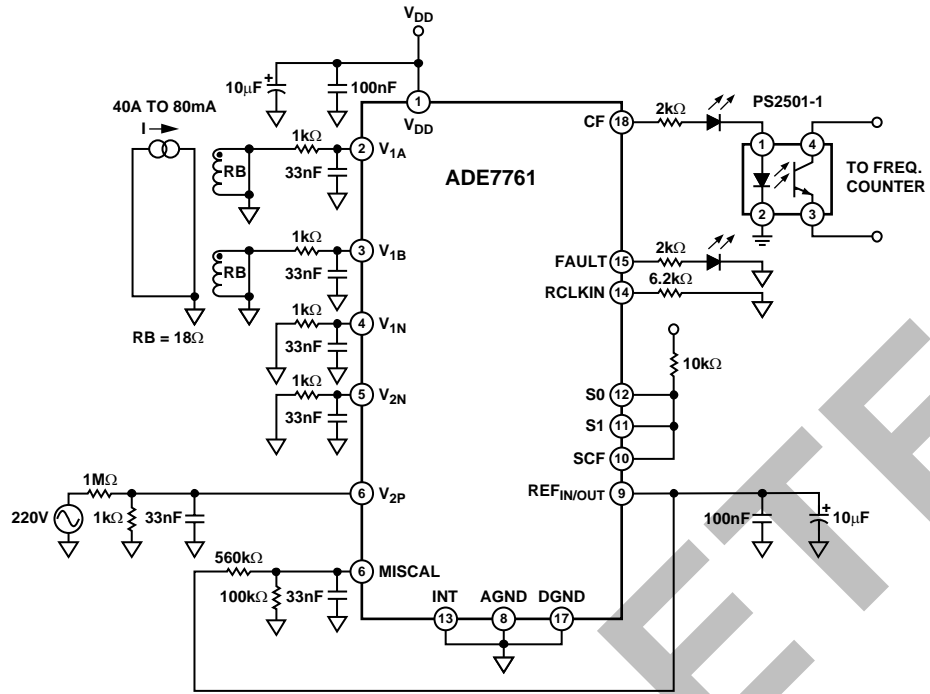 VDD
10µF
+
100nF
40A TO 80mA
I
1
VDD
1kΩ
2
V1A
RB
33nF
ADE7761
CF
18
2kΩ
PS2501-1
1
4
2
3
TO FREQ.
COUNTER
1kΩ
3
V1B
RB
33nF
RB = 18Ω
FAULT
15
2kΩ
RCLKIN
14
6.2kΩ
1kΩ
4
V1N
33nF
10kΩ
1kΩ
5
V2N
33nF
S0
12
S1
11
SCF
10
1MΩ
220V
1kΩ
33nF
6
V2P
REFIN/OUT
9
100nF
+
10µF
560kΩ
100kΩ
33nF
6
MISCAL
INT
AGND
DGND
13
8
17
ETE